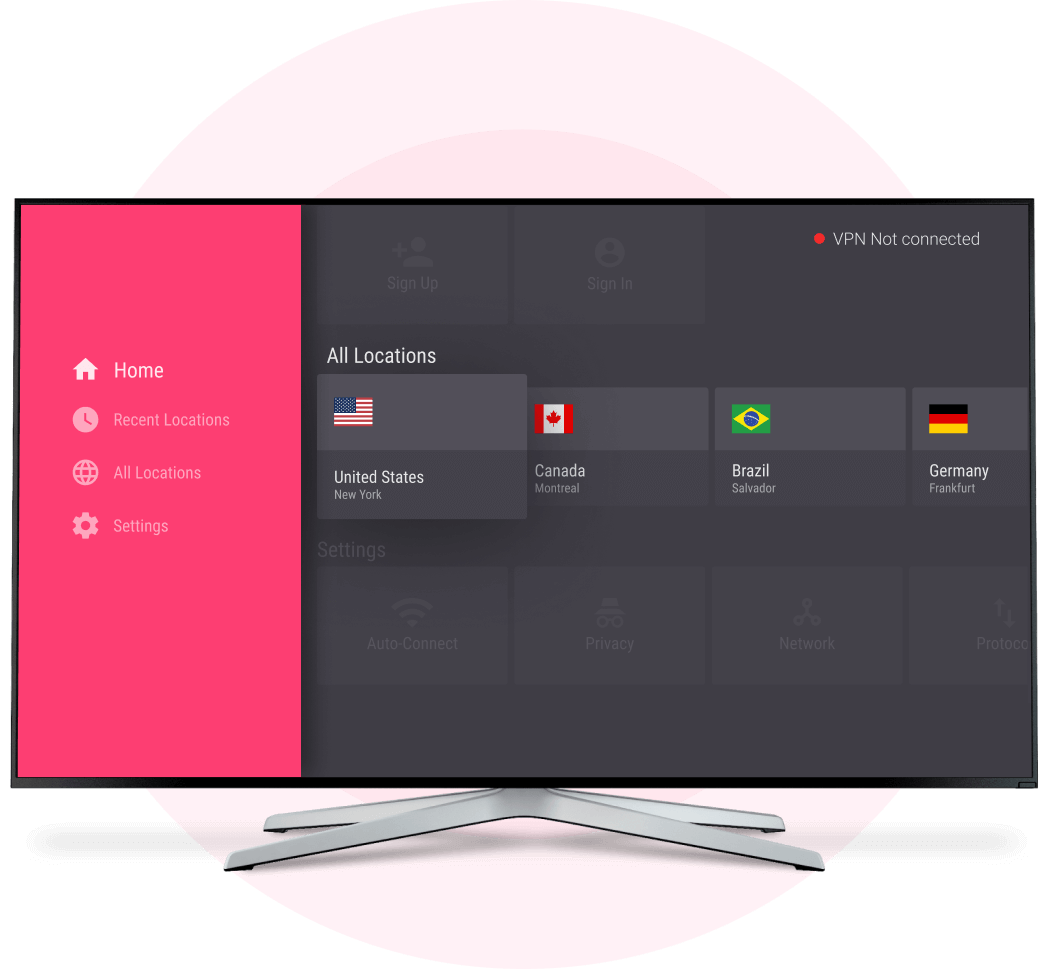 VPN Not connected
Sign Up
Sign In
Home
Recent Locations
All Locations
Settings
All Locations
United States
New York
Canada
Montreal
Brazil
Salvador
Germany
Frankfurt
Settings
Auto-Connect
Privacy
Network
Protoco